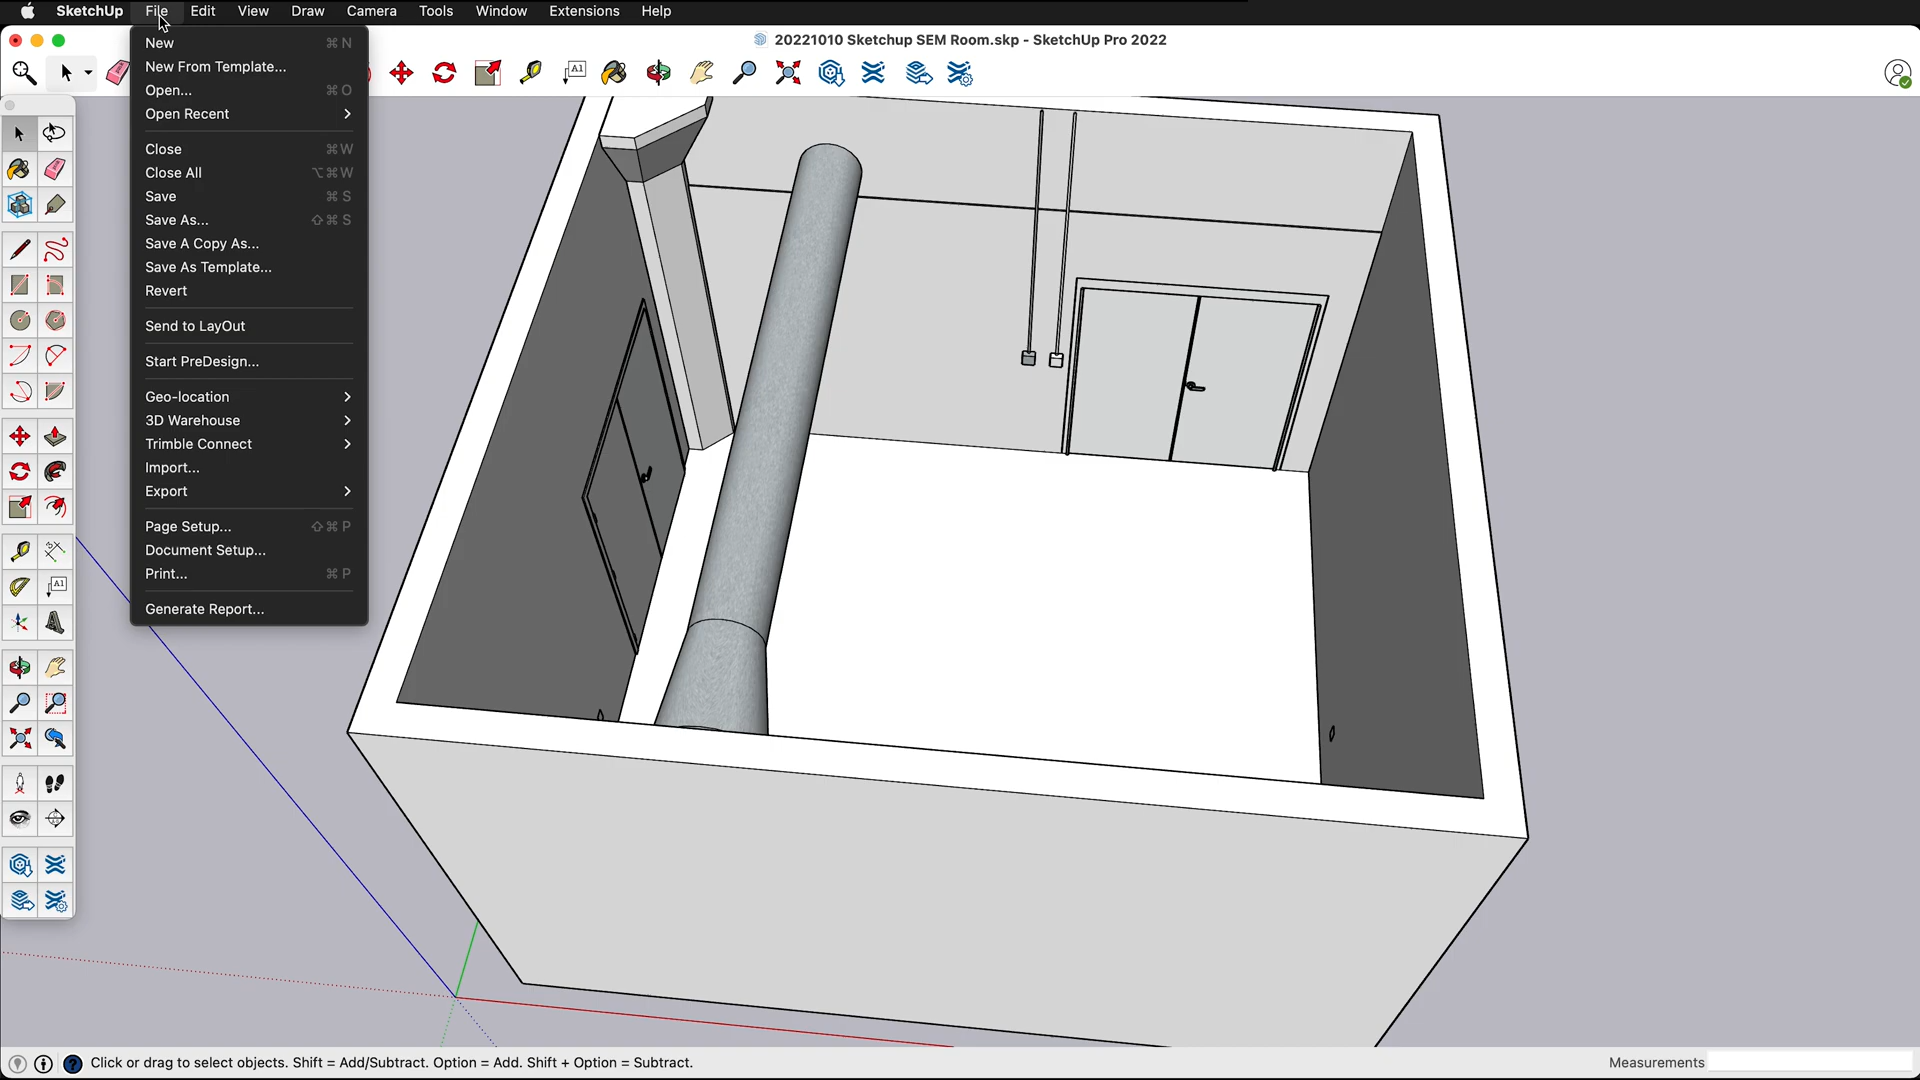 SketchUp File Edit View Draw Camera Tools Window Extensions Help
20221010 Sketchup SEM Room.skp - SketchUp Pro 2022
New ⌘ N
New From Template...
Open... ⌘ O
Open Recent
Close ⌘ W
Close All ⌥⌘ W
Save ⌘ S
Save As... ⇧⌘ S
Save A Copy As...
Save As Template...
Revert
Send to LayOut
Start PreDesign...
Geo-location
3D Warehouse
Trimble Connect
Import...
Export
Page Setup... ⇧⌘ P
Document Setup...
Print... ⌘ P
Generate Report...
A1
A1
Click or drag to select objects. Shift = Add/Subtract. Option = Add. Shift + Option = Subtract.
Measurements